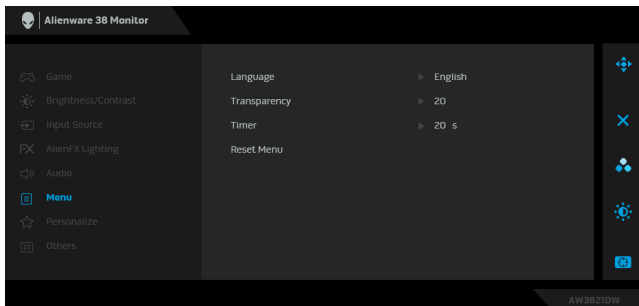 Alienware 38 Monitor
Game
Brightness/Contrast
Input Source
AlienFX Lighting
Audio
Menu
Personalize
Others
Language English
Transparency 20
Timer 20 s
Reset Menu
AW3821DW